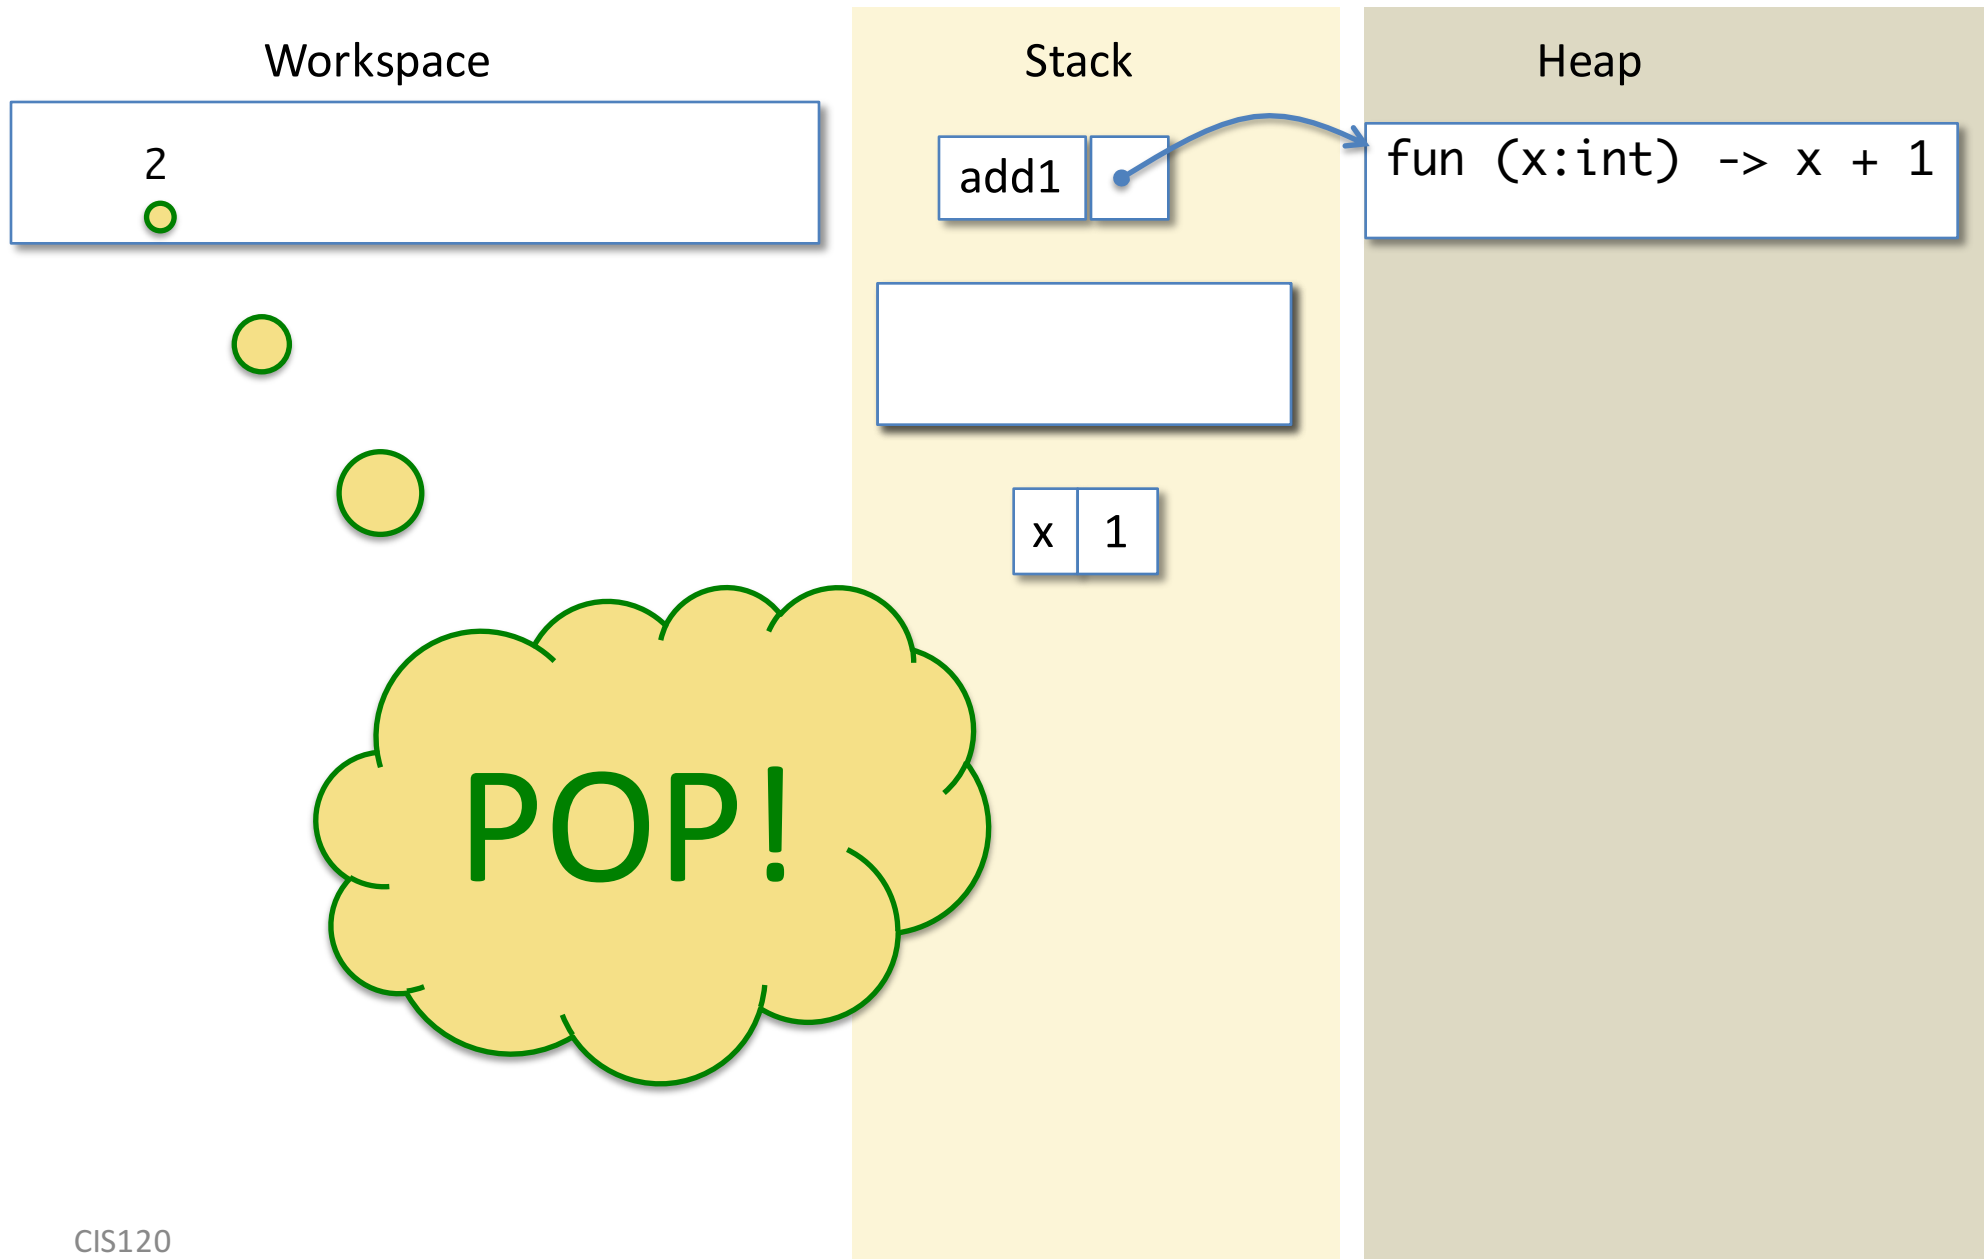 Workspace
Stack
Heap
2
add1
fun (x:int) -> x + 1
x 1
POP!
CIS120